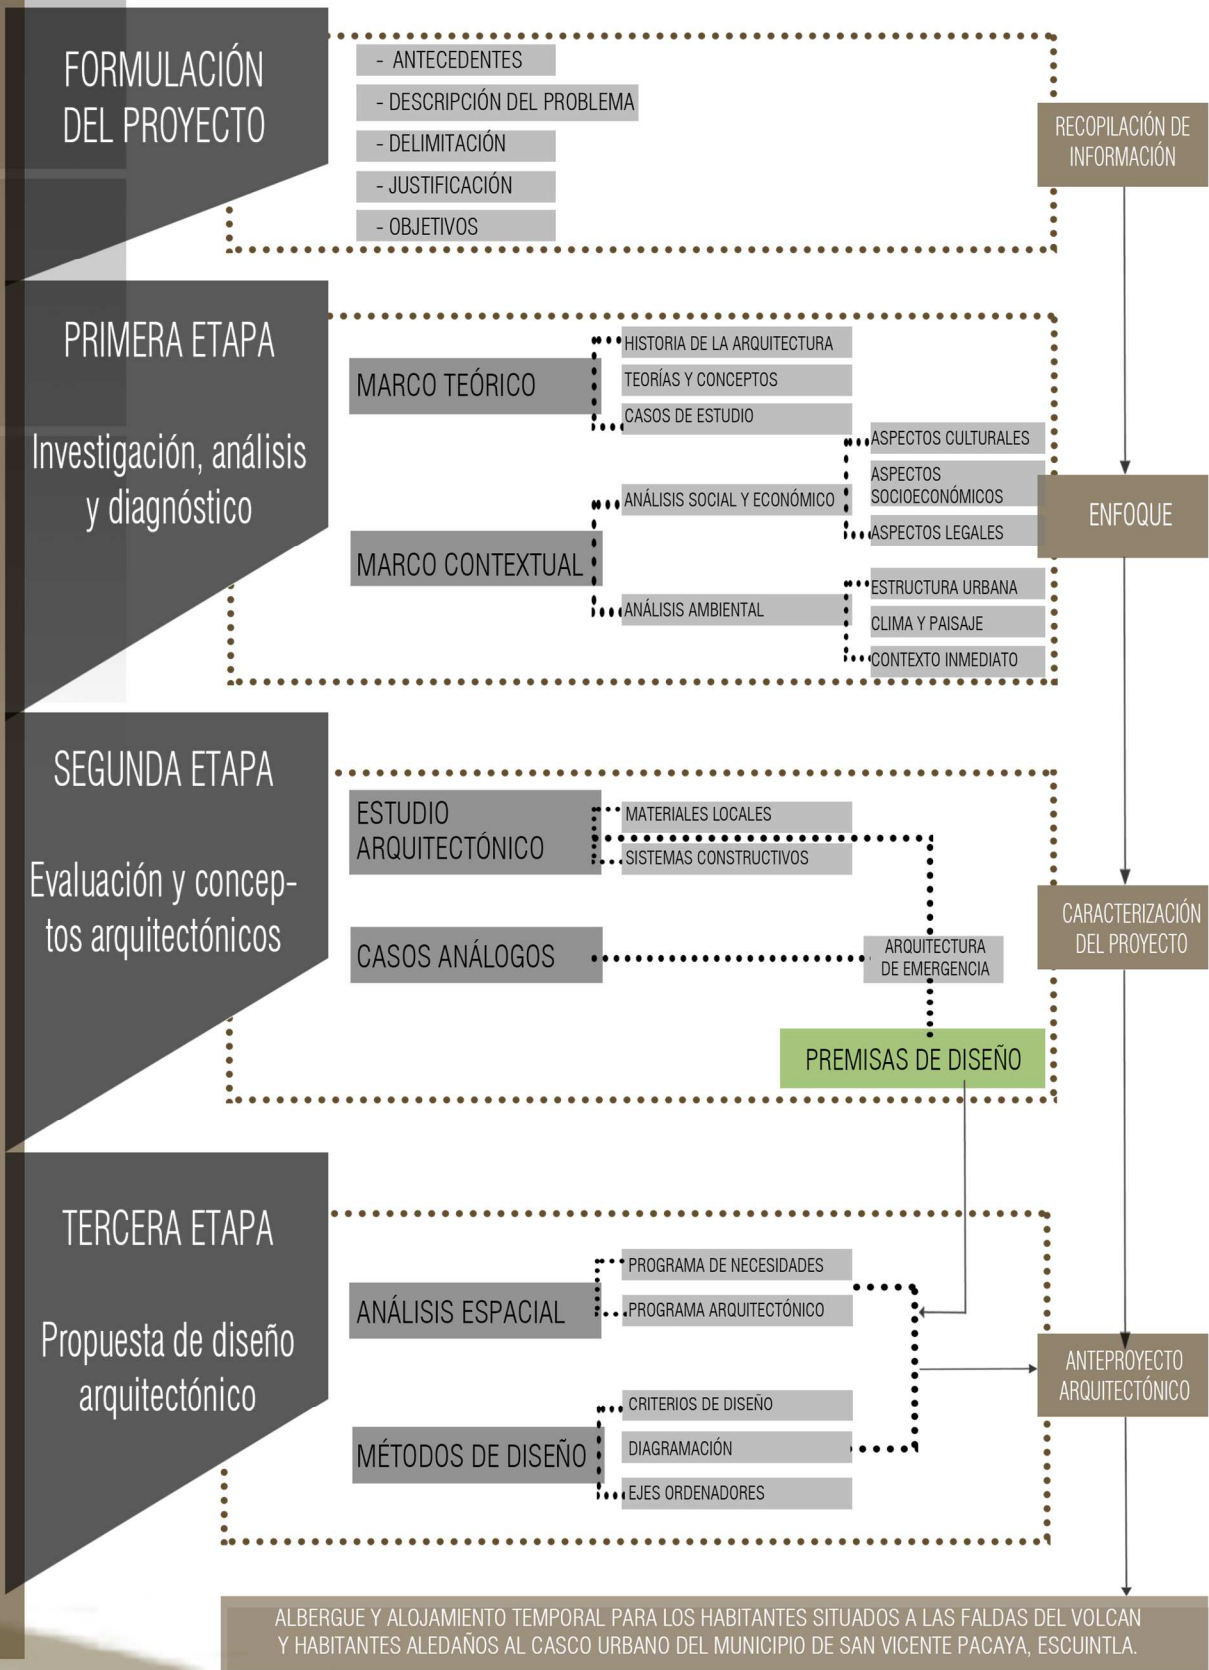 FORMULACIÓN
DEL PROYECTO
- ANTECEDENTES
- DESCRIPCIÓN DEL PROBLEMA
- DELIMITACIÓN
- JUSTIFICACIÓN
- OBJETIVOS
RECOPILACIÓN DE
INFORMACIÓN
PRIMERA ETAPA
Investigación, análisis
y diagnóstico
MARCO TEÓRICO
HISTORIA DE LA ARQUITECTURA
TEORÍAS Y CONCEPTOS
CASOS DE ESTUDIO
MARCO CONTEXTUAL
ANÁLISIS SOCIAL Y ECONÓMICO
ASPECTOS CULTURALES
ASPECTOS
SOCIOECONÓMICOS
ASPECTOS LEGALES
ANÁLISIS AMBIENTAL
ESTRUCTURA URBANA
CLIMA Y PAISAJE
CONTEXTO INMEDIATO
ENFOQUE
SEGUNDA ETAPA
Evaluación y concep-
tos arquitectónicos
ESTUDIO
ARQUITECTÓNICO
MATERIALES LOCALES
SISTEMAS CONSTRUCTIVOS
CASOS ANÁLOGOS
ARQUITECTURA
DE EMERGENCIA
PREMISAS DE DISEÑO
CARACTERIZACIÓN
DEL PROYECTO
TERCERA ETAPA
Propuesta de diseño
arquitectónico
ANÁLISIS ESPACIAL
PROGRAMA DE NECESIDADES
PROGRAMA ARQUITECTÓNICO
MÉTODOS DE DISEÑO
CRITERIOS DE DISEÑO
DIAGRAMACIÓN
EJES ORDENADORES
ANTEPROYECTO
ARQUITECTÓNICO
ALBERGUE Y ALOJAMIENTO TEMPORAL PARA LOS HABITANTES SITUADOS A LAS FALDAS DEL VOLCAN
Y HABITANTES ALEDAÑOS AL CASCO URBANO DEL MUNICIPIO DE SAN VICENTE PACAYA, ESCUINTLA.